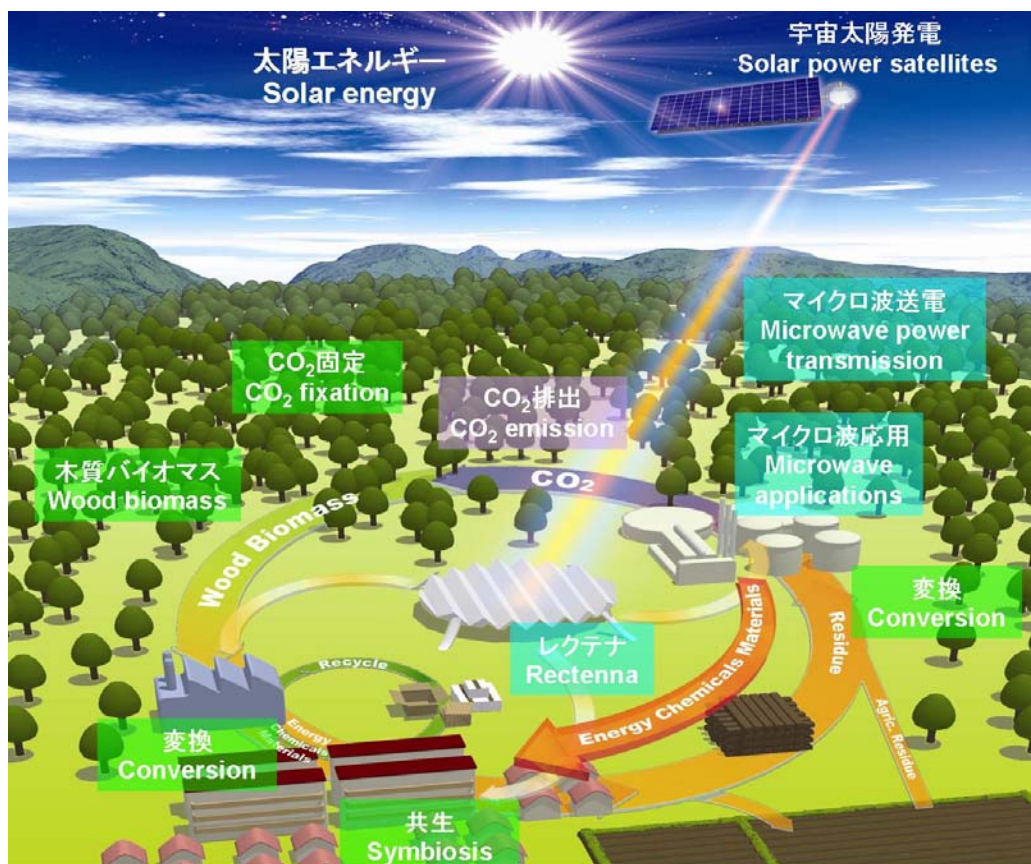 太陽エネルギー
Solar energy
宇宙太陽発電
Solar power satellites
マイクロ波送電
Microwave power
transmission
CO2固定
CO2 fixation
CO2排出
CO2 emission
マイクロ波応用
Microwave
applications
木質バイオマス
Wood biomass
CO2
Wood Biomass
変換
Conversion
Residue
Energy Chemicals Materials
レクテナ
Rectenna
Recycle
Agric. Residue
Energy
Chemicals
Materials
変換
Conversion
共生
Symbiosis